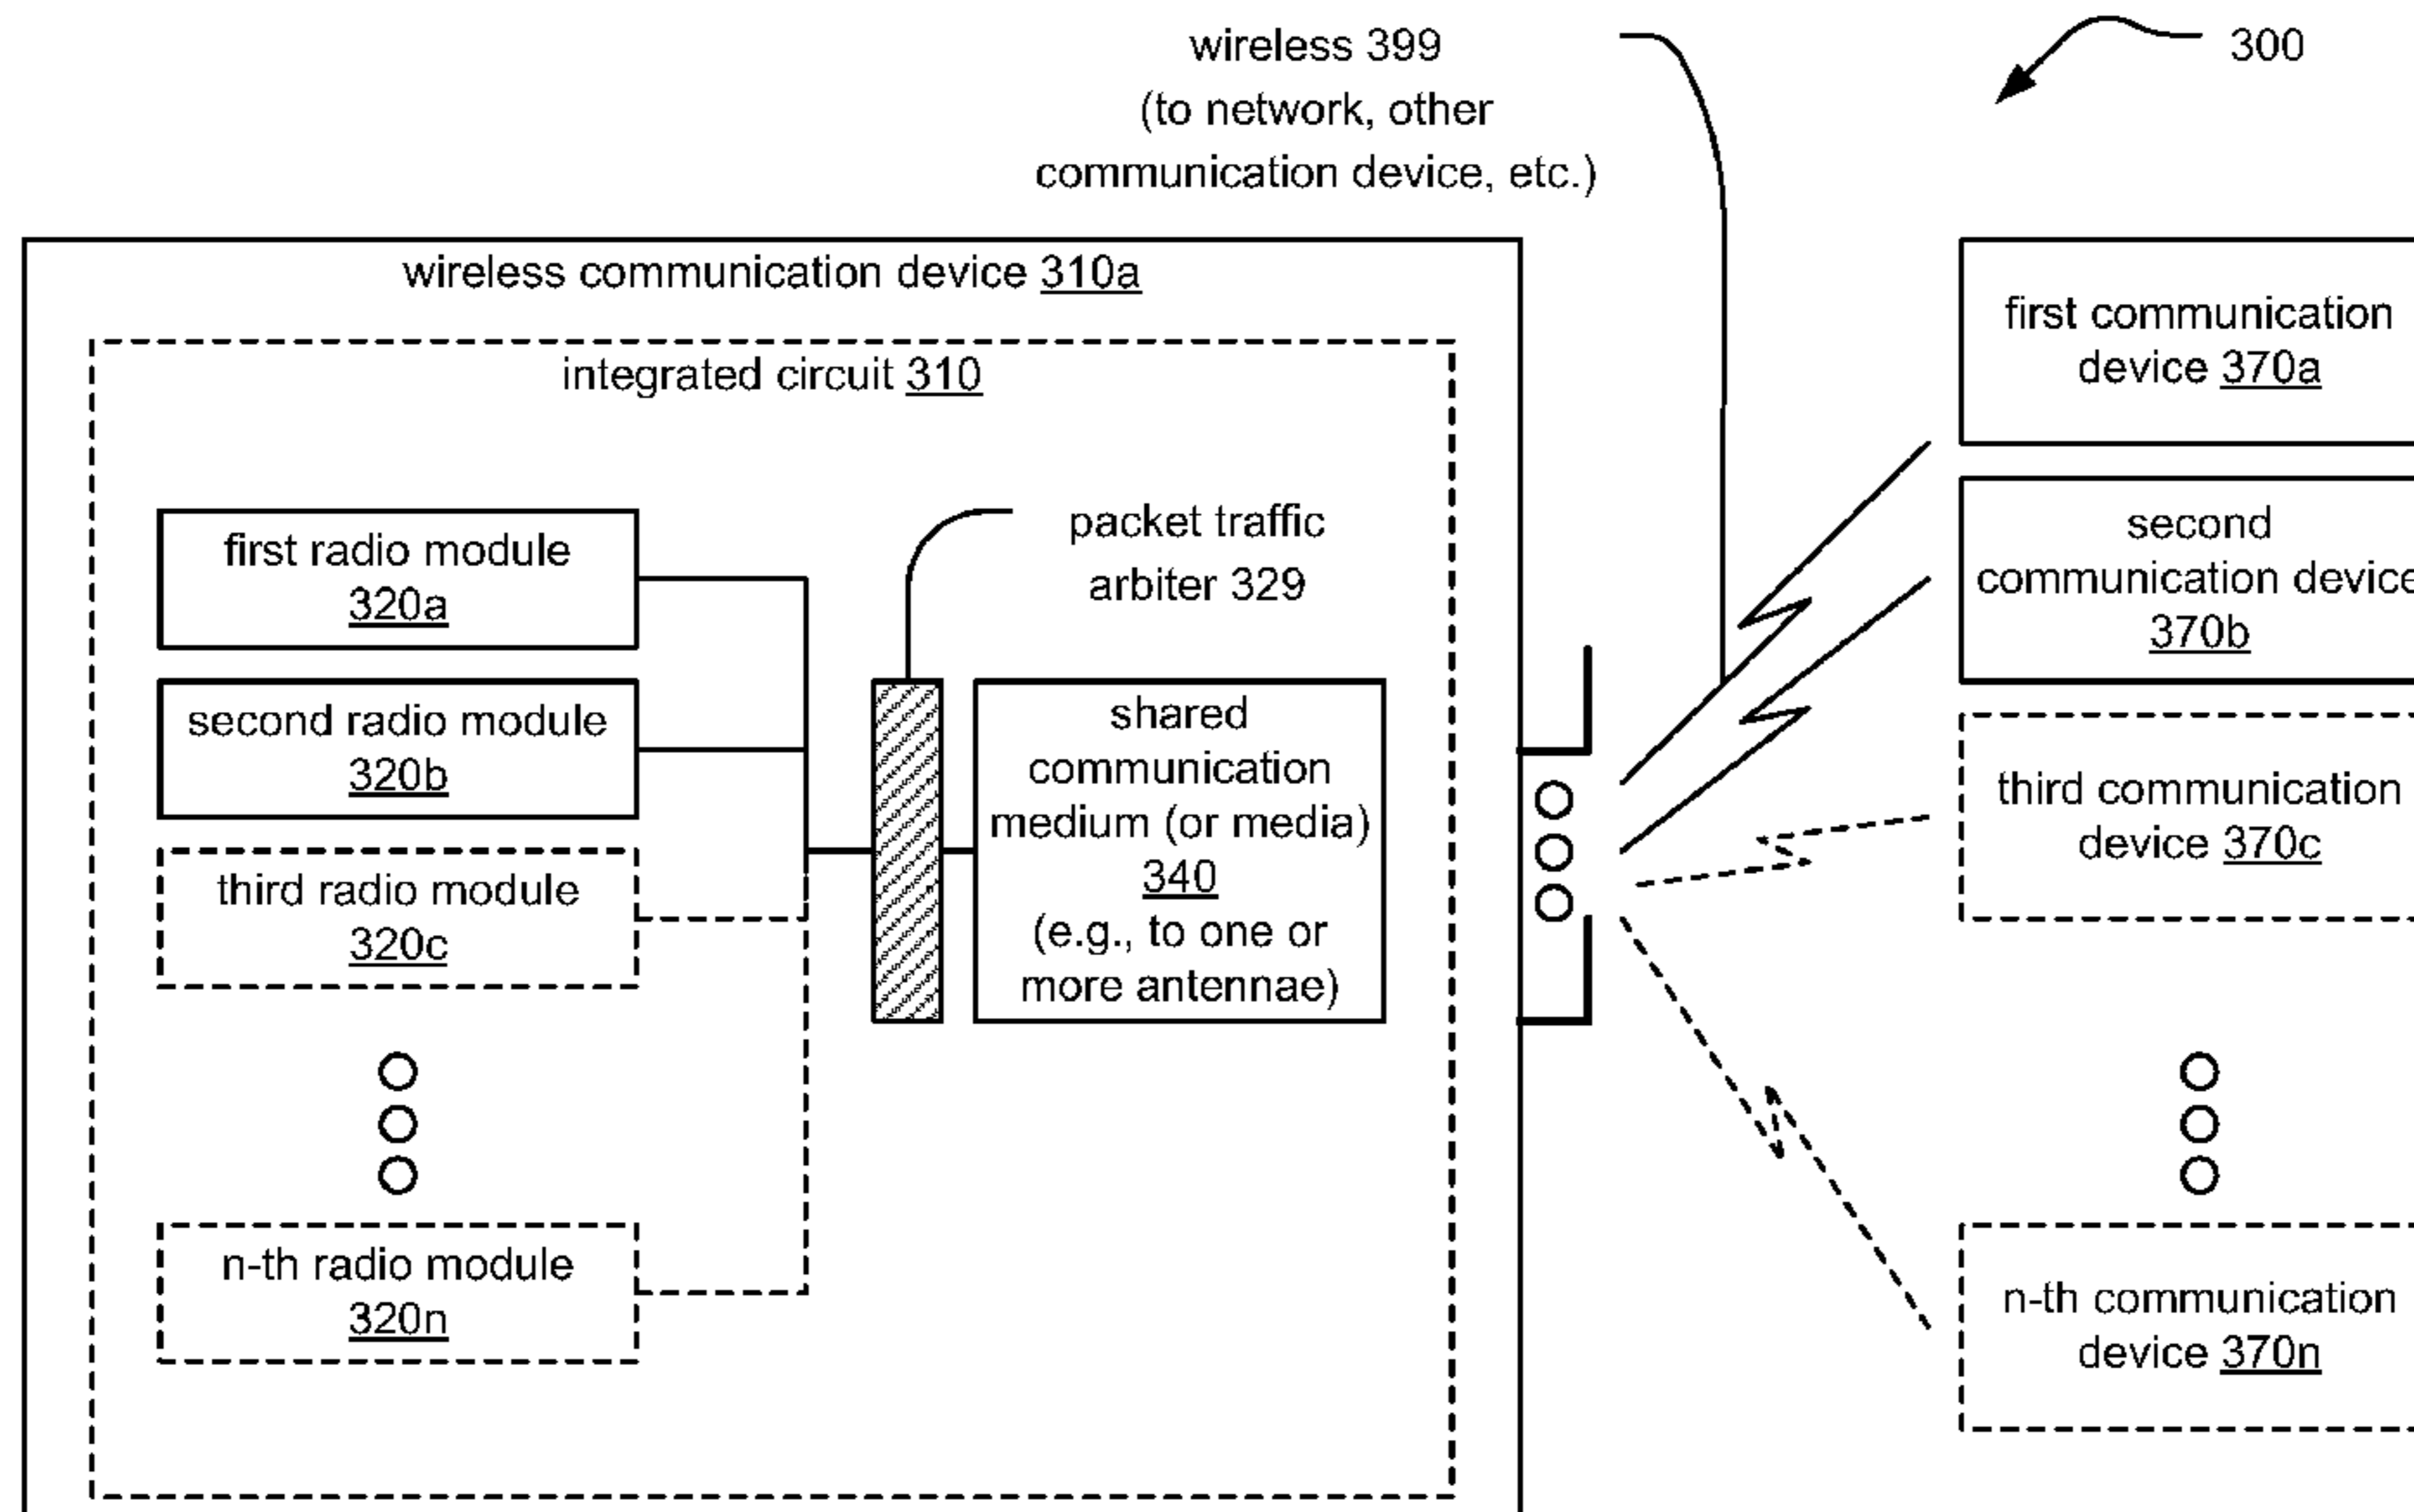 wireless 399
(to network, other
communication device, etc.)
300
wireless communication device 310a
integrated circuit 310
first radio module
320a
second radio module
320b
third radio module
320c
n-th radio module
320n
packet traffic
arbiter 329
shared
communication
medium (or media)
340
(e.g., to one or
more antennae)
first communication
device 370a
second
communication device
370b
third communication
device 370c
n-th communication
device 370n